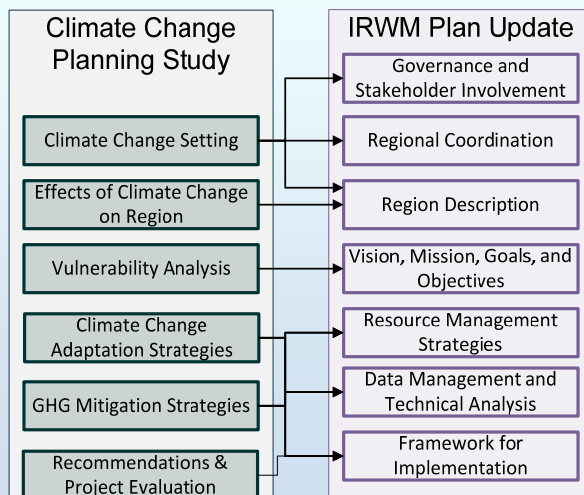 Climate Change
Planning Study
Climate Change Setting
Effects of Climate Change
on Region
Vulnerability Analysis
Climate Change
Adaptation Strategies
GHG Mitigation Strategies
Recommendations &
Project Evaluation
IRWM Plan Update
Governance and
Stakeholder Involvement
Regional Coordination
Region Description
Vision, Mission, Goals, and
Objectives
Resource Management
Strategies
Data Management and
Technical Analysis
Framework for
Implementation